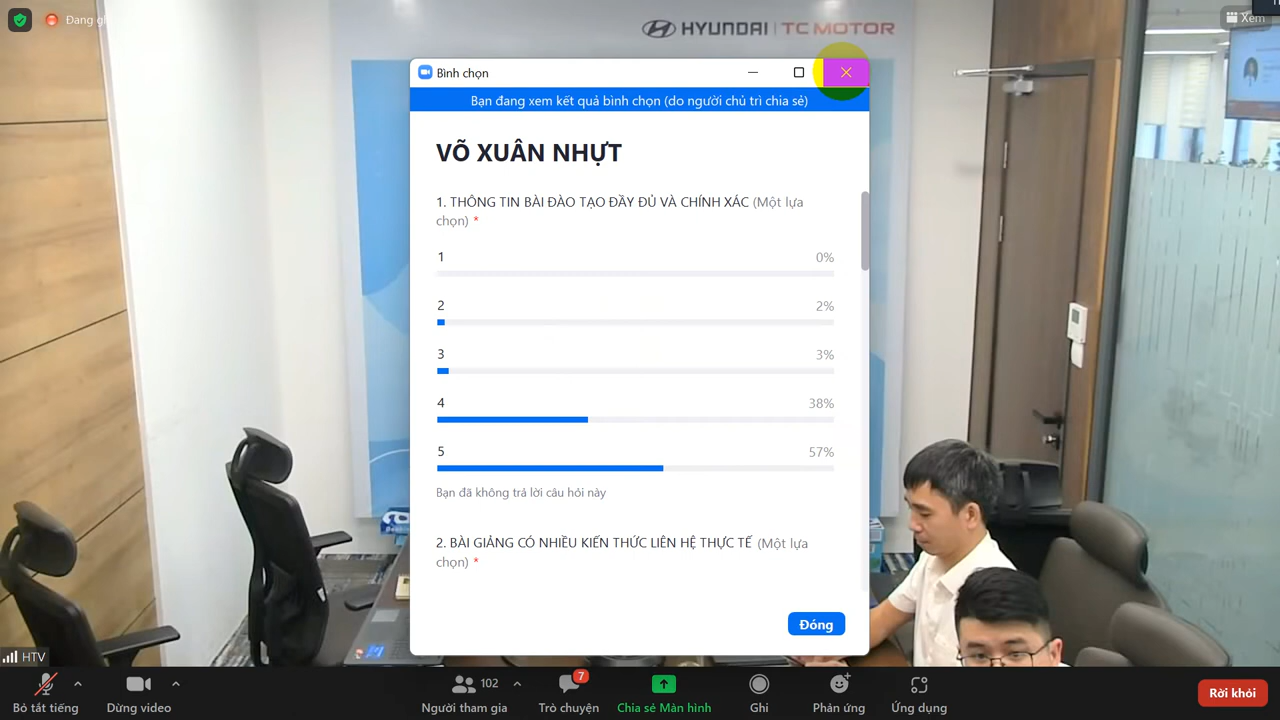 Đang
Xem
HYUNDAI | TC MOTOR
Bình chọn
Bạn đang xem kết quả bình chọn (do người chủ trì chia sẻ)
VÕ XUÂN NHỰT
1. THÔNG TIN BÀI ĐÀO TẠO ĐẦY ĐỦ VÀ CHÍNH XÁC (Một lựa
chọn) *
1 0%
2 2%
3 3%
4 38%
5 57%
Bạn đã không trả lời câu hỏi này
2. BÀI GIẢNG CÓ NHIỀU KIẾN THỨC LIÊN HỆ THỰC TẾ (Một lựa
chọn) *
Đóng
HTV
Bỏ tắt tiếng
Dừng video
102
Người tham gia
7
Trò chuyện
Chia sẻ Màn hình
Ghi
Phản ứng
Ứng dụng
Rời khỏi